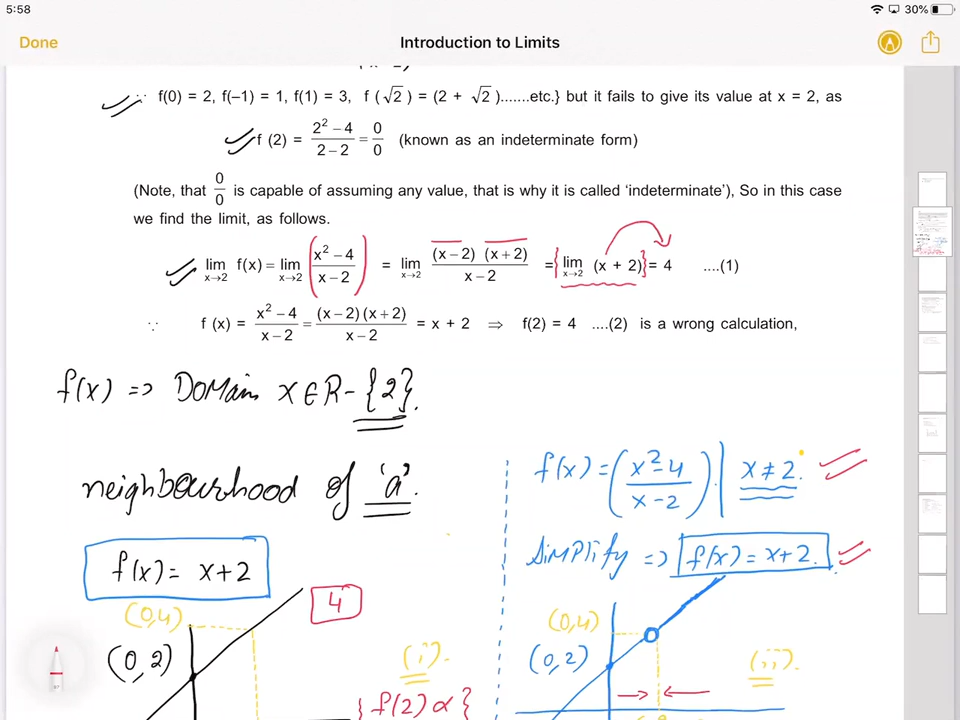 5:58
30%
Done
Introduction to Limits
∵ f(0) = 2, f(−1) = 1, f(1) = 3, f (√2) = (2 + √2).......etc.} but it fails to give its value at x = 2, as
f (2) = (2² − 4)/(2 − 2) = 0/0 (known as an indeterminate form)
(Note, that 0/0 is capable of assuming any value, that is why it is called ‘indeterminate’), So in this case
we find the limit, as follows.
lim x→2 f(x) = lim x→2 (x² − 4)/(x − 2) = lim x→2 (x − 2) (x + 2)/(x − 2) = { lim x→2 (x + 2) } = 4 ....(1)
∵ f (x) = (x² − 4)/(x − 2) = (x − 2) (x + 2)/(x − 2) = x + 2 ⇒ f(2) = 4 ....(2) is a wrong calculation,
f(x) => Domain x∈R-{2}.
neighbourhood of 'a'.
f(x) = x+2
4
(0,4)
(0,2)
(i).
{ f(2) ∝ }
f(x) = (x²-4 / x-2) | x ≠ 2.
Simplify => f(x) = x+2.
(0,4)
(0,2)
(ii).